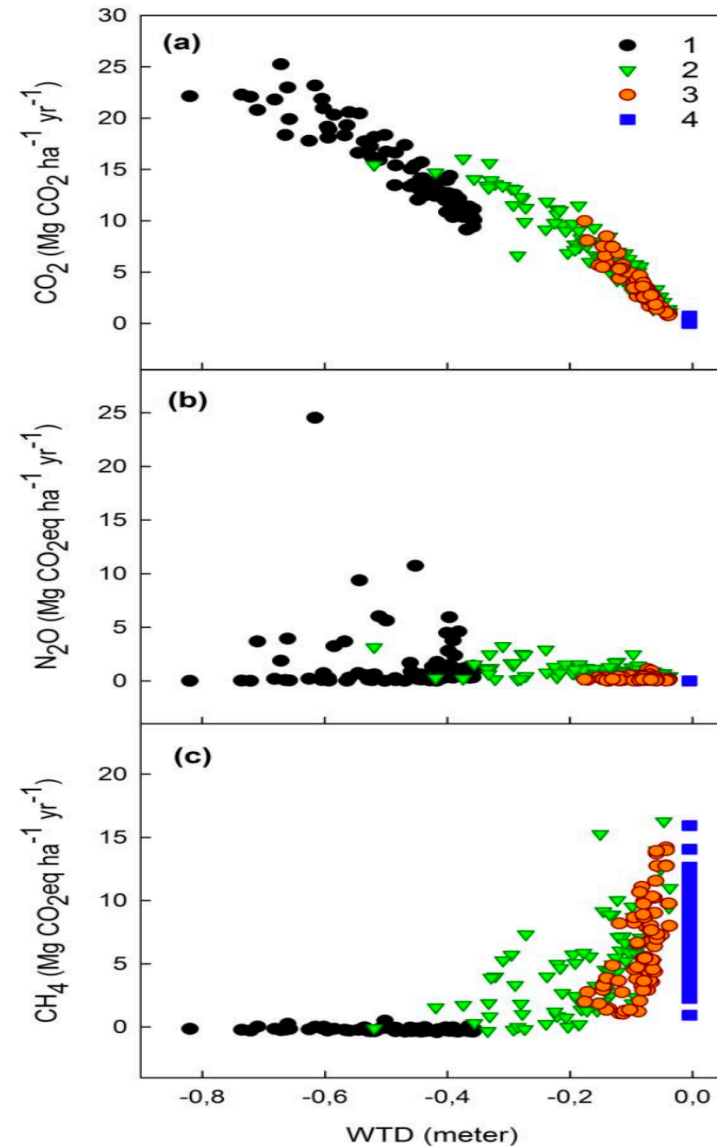 (a)
1
2
3
4
30
25
20
15
10
5
0
CO2 (Mg CO2 ha-1 yr-1)
(b)
25
20
15
10
5
0
N2O (Mg CO2eq ha-1 yr-1)
(c)
20
15
10
5
0
CH4 (Mg CO2eq ha-1 yr-1)
-0,8 -0,6 -0,4 -0,2 0,0
WTD (meter)